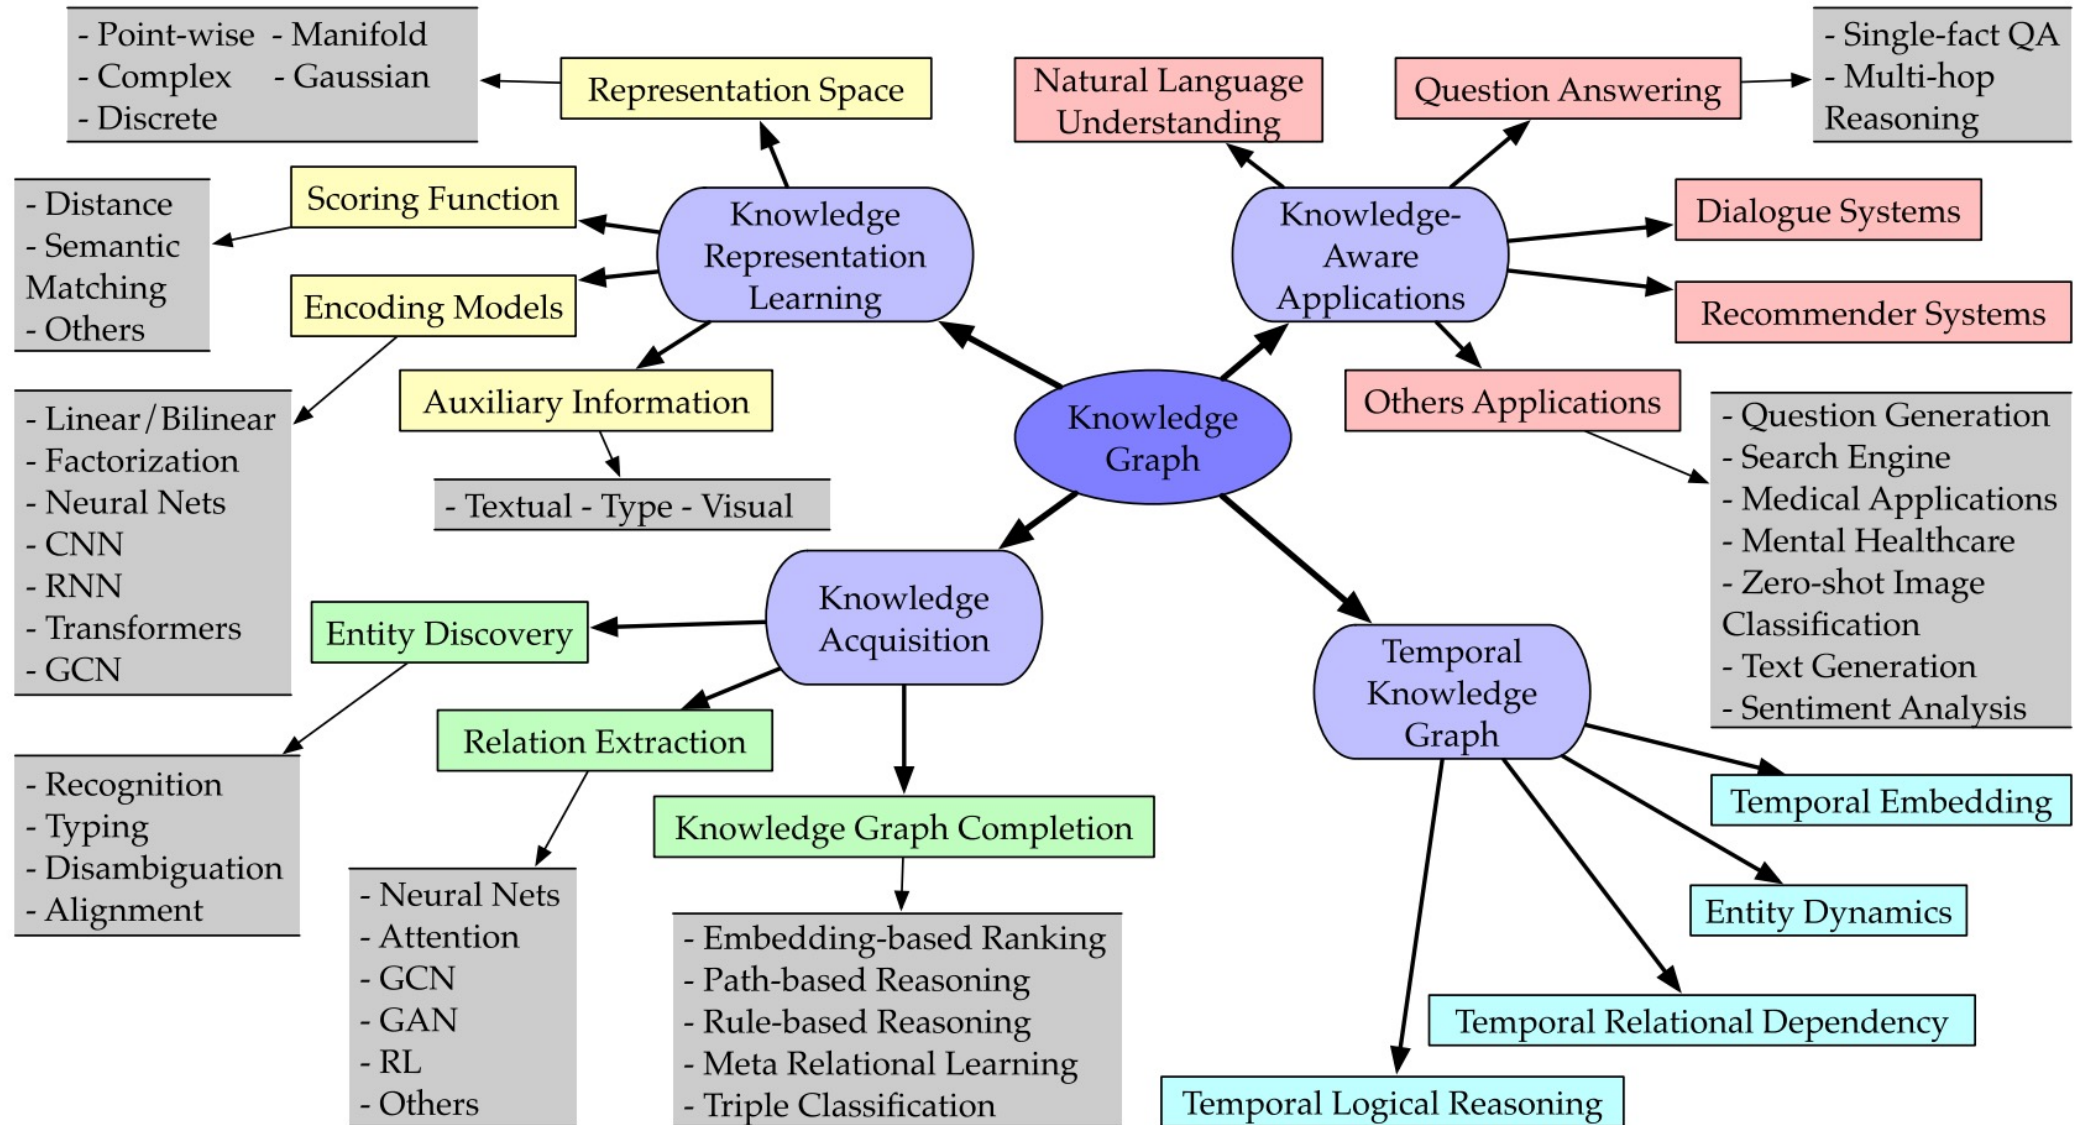 - Point-wise - Manifold
- Complex - Gaussian
- Discrete
Representation Space
Natural Language
Understanding
Question Answering
- Single-fact QA
- Multi-hop
Reasoning
- Distance
- Semantic
Matching
- Others
Scoring Function
Knowledge
Representation
Learning
Knowledge-
Aware
Applications
Dialogue Systems
Encoding Models
Recommender Systems
- Linear/Bilinear
- Factorization
- Neural Nets
- CNN
- RNN
- Transformers
- GCN
Auxiliary Information
- Textual - Type - Visual
Knowledge
Graph
Others Applications
- Question Generation
- Search Engine
- Medical Applications
- Mental Healthcare
- Zero-shot Image
Classification
- Text Generation
- Sentiment Analysis
Knowledge
Acquisition
Entity Discovery
Relation Extraction
Knowledge Graph Completion
- Recognition
- Typing
- Disambiguation
- Alignment
- Neural Nets
- Attention
- GCN
- GAN
- RL
- Others
- Embedding-based Ranking
- Path-based Reasoning
- Rule-based Reasoning
- Meta Relational Learning
- Triple Classification
Temporal
Knowledge
Graph
Temporal Embedding
Entity Dynamics
Temporal Relational Dependency
Temporal Logical Reasoning